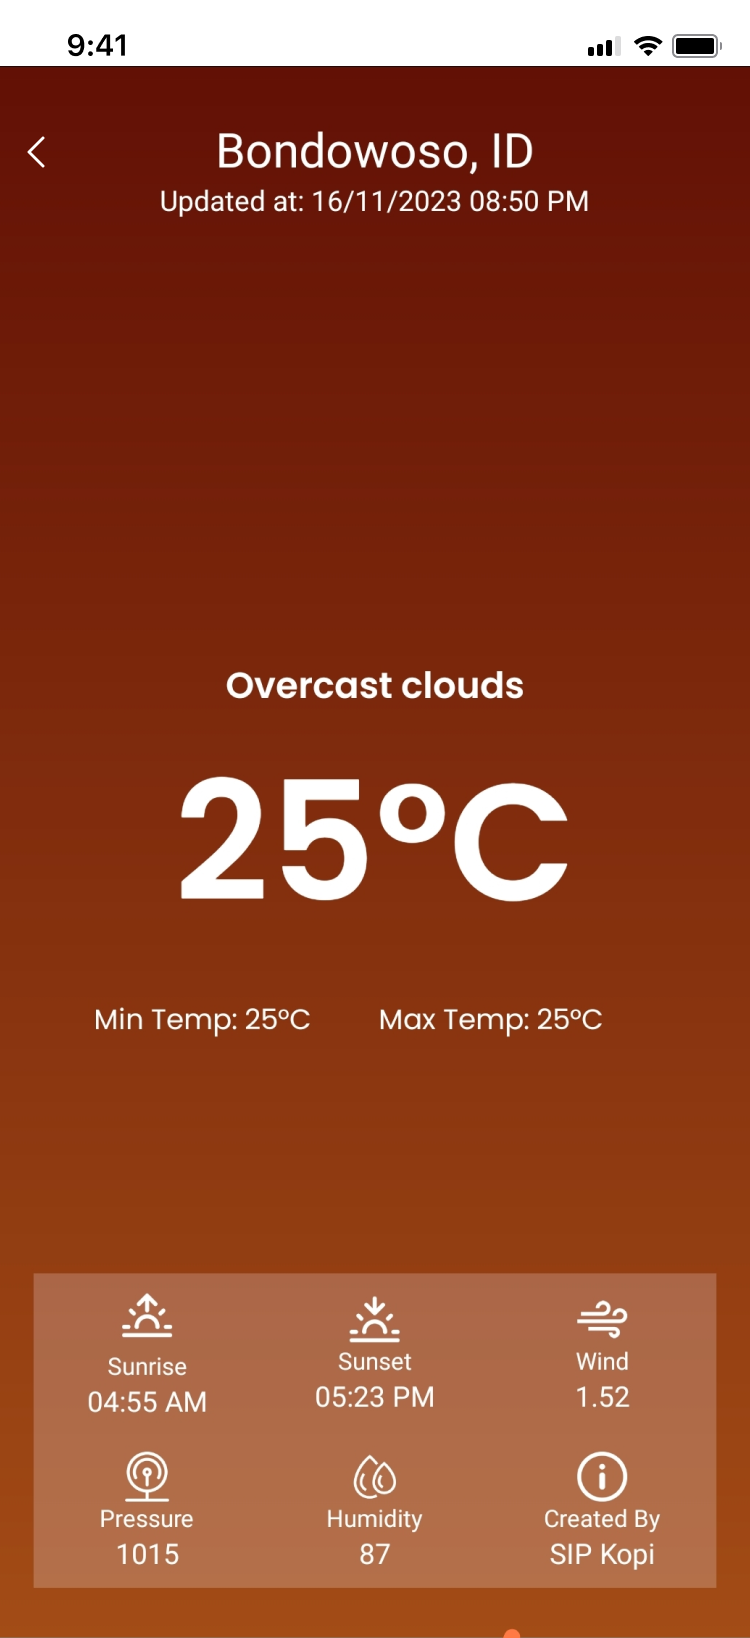 9:41
Bondowoso, ID
Updated at: 16/11/2023 08:50 PM
Overcast clouds
25°C
Min Temp: 25°C Max Temp: 25°C
Sunrise Sunset Wind
04:55 AM 05:23 PM 1.52
Pressure Humidity Created By
1015 87 SIP Kopi